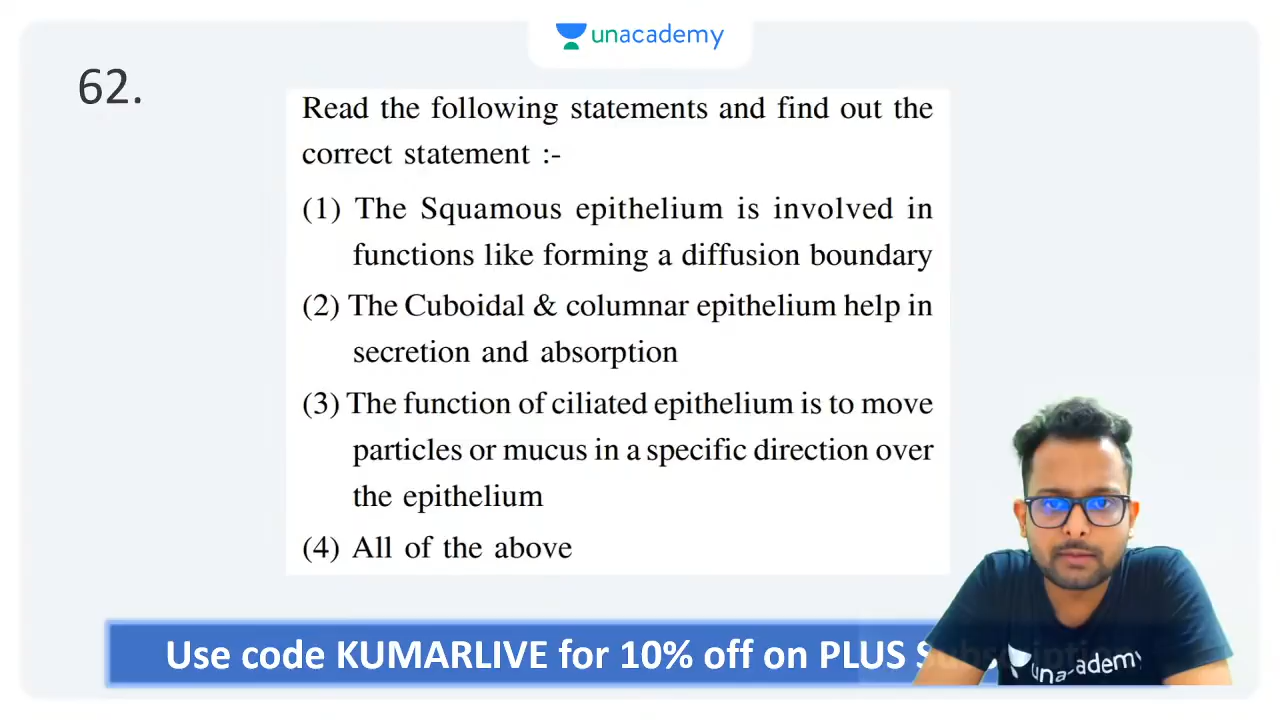 unacademy
62.
Read the following statements and find out the
correct statement :-
(1) The Squamous epithelium is involved in
functions like forming a diffusion boundary
(2) The Cuboidal & columnar epithelium help in
secretion and absorption
(3) The function of ciliated epithelium is to move
particles or mucus in a specific direction over
the epithelium
(4) All of the above
Use code KUMARLIVE for 10% off on PLUS
unacademy